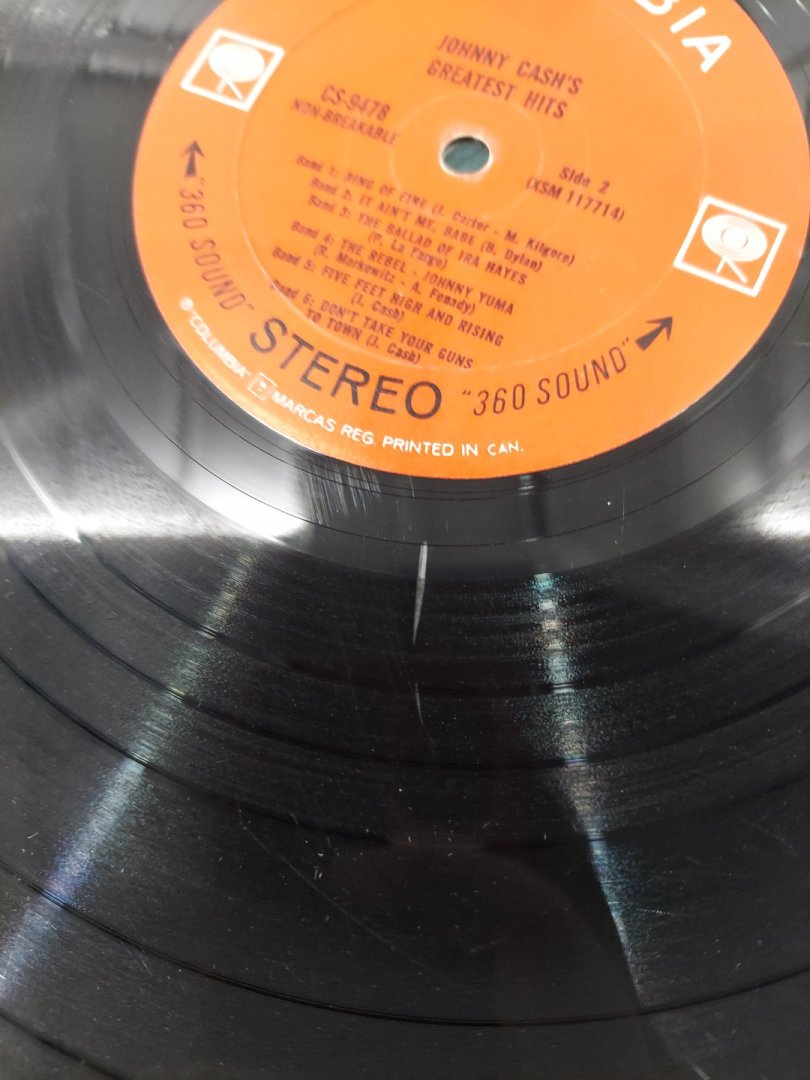 BIA
JOHNNY CASH'S
GREATEST HITS
CS-9478
NON-BREAKABLE
Side 2
(XSM 117714)
Band 1: RING OF FIRE (J. Carter - M. Kilgore)
Band 2: IT AIN'T ME, BABE (B. Dylan)
Band 3: THE BALLAD OF IRA HAYES
(P. La Farge)
Band 4: THE REBEL - JOHNNY YUMA
(R. Markowitz - A. Fenady)
Band 5: FIVE FEET HIGH AND RISING
(J. Cash)
Band 6: DON'T TAKE YOUR GUNS
TO TOWN (J. Cash)
"360 SOUND" STEREO "360 SOUND"
® "COLUMBIA" MARCAS REG. PRINTED IN CAN.